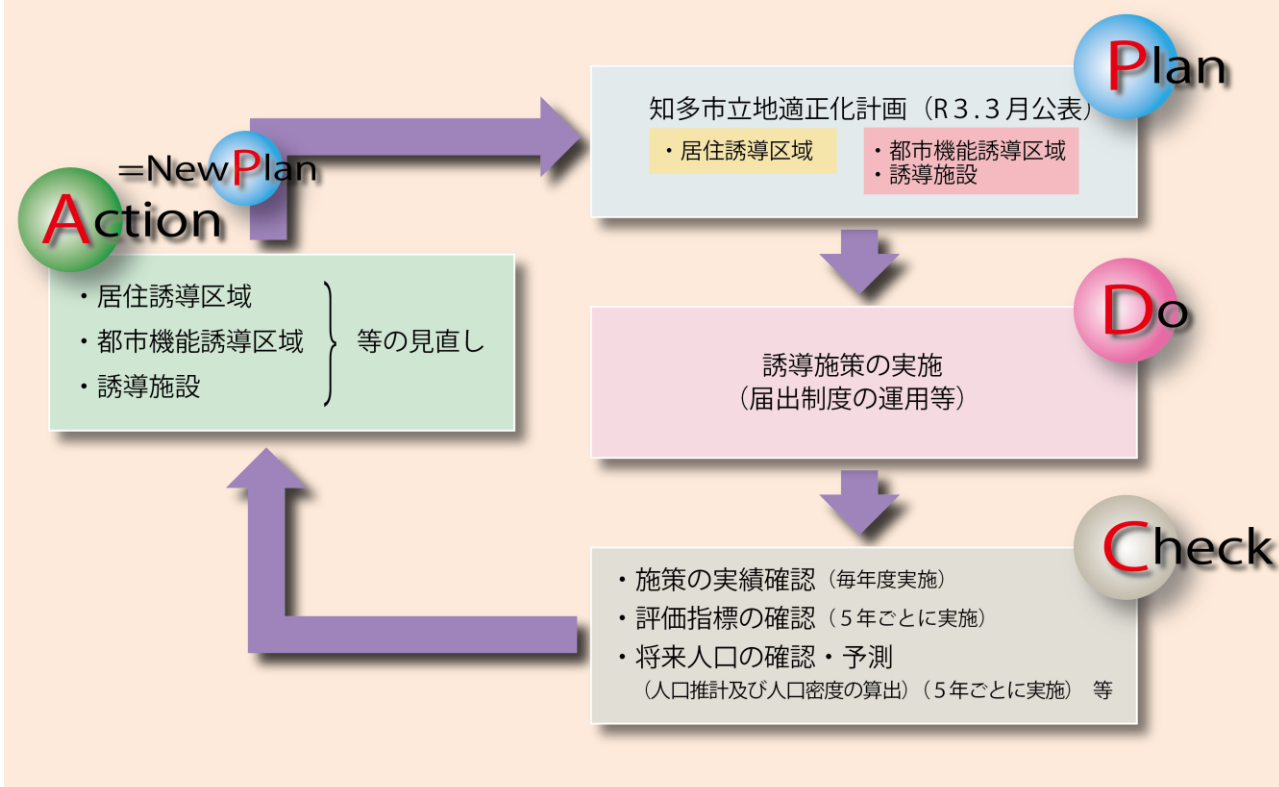 Plan
知多市立地適正化計画（R３.３月公表）
・居住誘導区域
・都市機能誘導区域
・誘導施設
Do
誘導施策の実施
（届出制度の運用等）
Check
・施策の実績確認（毎年度実施）
・評価指標の確認（５年ごとに実施）
・将来人口の確認・予測
（人口推計及び人口密度の算出）（５年ごとに実施）　等
=NewPlan
Action
・居住誘導区域
・都市機能誘導区域
・誘導施設
等の見直し